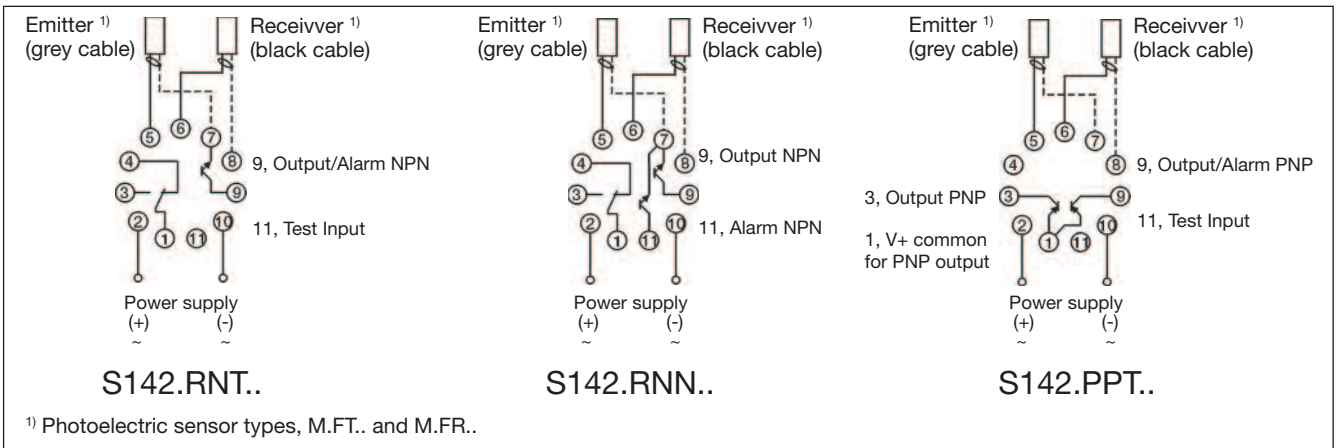 Emitter 1)
(grey cable)
Receivver 1)
(black cable)
5
6
7
4
8
9, Output/Alarm NPN
3
9
2
10
11, Test Input
1
11
Power supply
(+) (-)
~ ~
S142.RNT..
Emitter 1)
(grey cable)
Receivver 1)
(black cable)
5
6
7
4
8
9, Output NPN
3
9
2
10
11, Alarm NPN
1
11
Power supply
(+) (-)
~ ~
S142.RNN..
Emitter 1)
(grey cable)
Receivver 1)
(black cable)
5
6
7
4
8
9, Output/Alarm PNP
3, Output PNP
3
9
2
10
11, Test Input
1, V+ common
for PNP output
1
11
Power supply
(+) (-)
~ ~
S142.PPT..
1) Photoelectric sensor types, M.FT.. and M.FR..